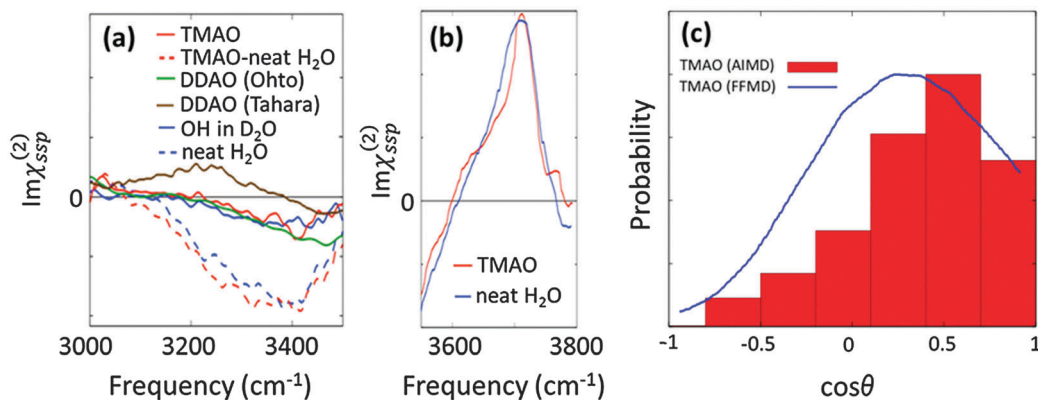 (a)
TMAO
TMAO-neat H₂O
DDAO (Ohto)
DDAO (Tahara)
OH in D₂O
neat H₂O
Imχ⁽²⁾ssp
0
3000 3200 3400
Frequency (cm⁻¹)
(b)
TMAO
neat H₂O
Imχ⁽²⁾ssp
0
3600 3800
Frequency (cm⁻¹)
(c)
TMAO (AIMD)
TMAO (FFMD)
Probability
-1 -0.5 0 0.5 1
cosθ